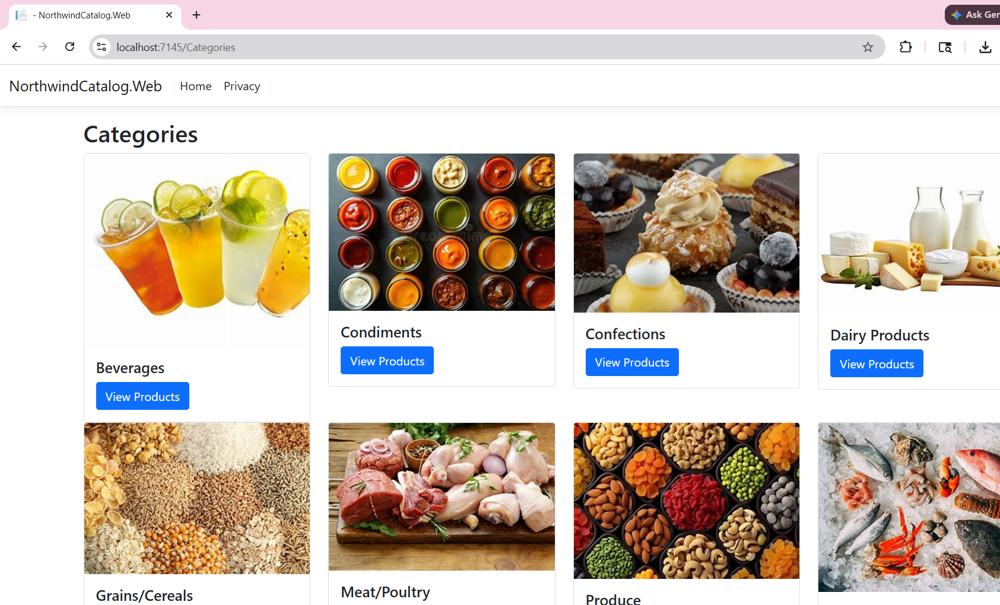 - NorthwindCatalog.Web
Ask Ger
localhost:7145/Categories
NorthwindCatalog.Web Home Privacy
Categories
dreamstime
Beverages
View Products
Condiments
View Products
Confections
View Products
Dairy Products
View Products
Grains/Cereals
Meat/Poultry
Produce